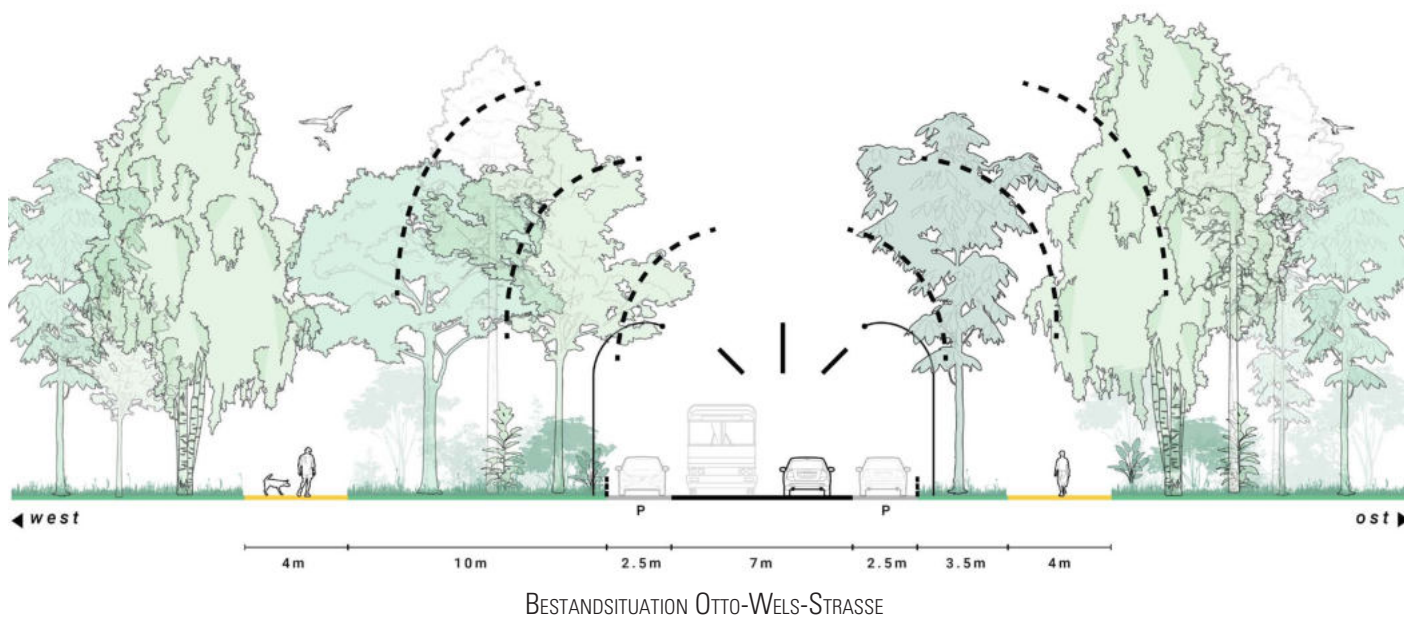 ◀ west
P
P
ost ▶
4m 10m 2.5m 7m 2.5m 3.5m 4m
BESTANDSITUATION OTTO-WELS-STRASSE